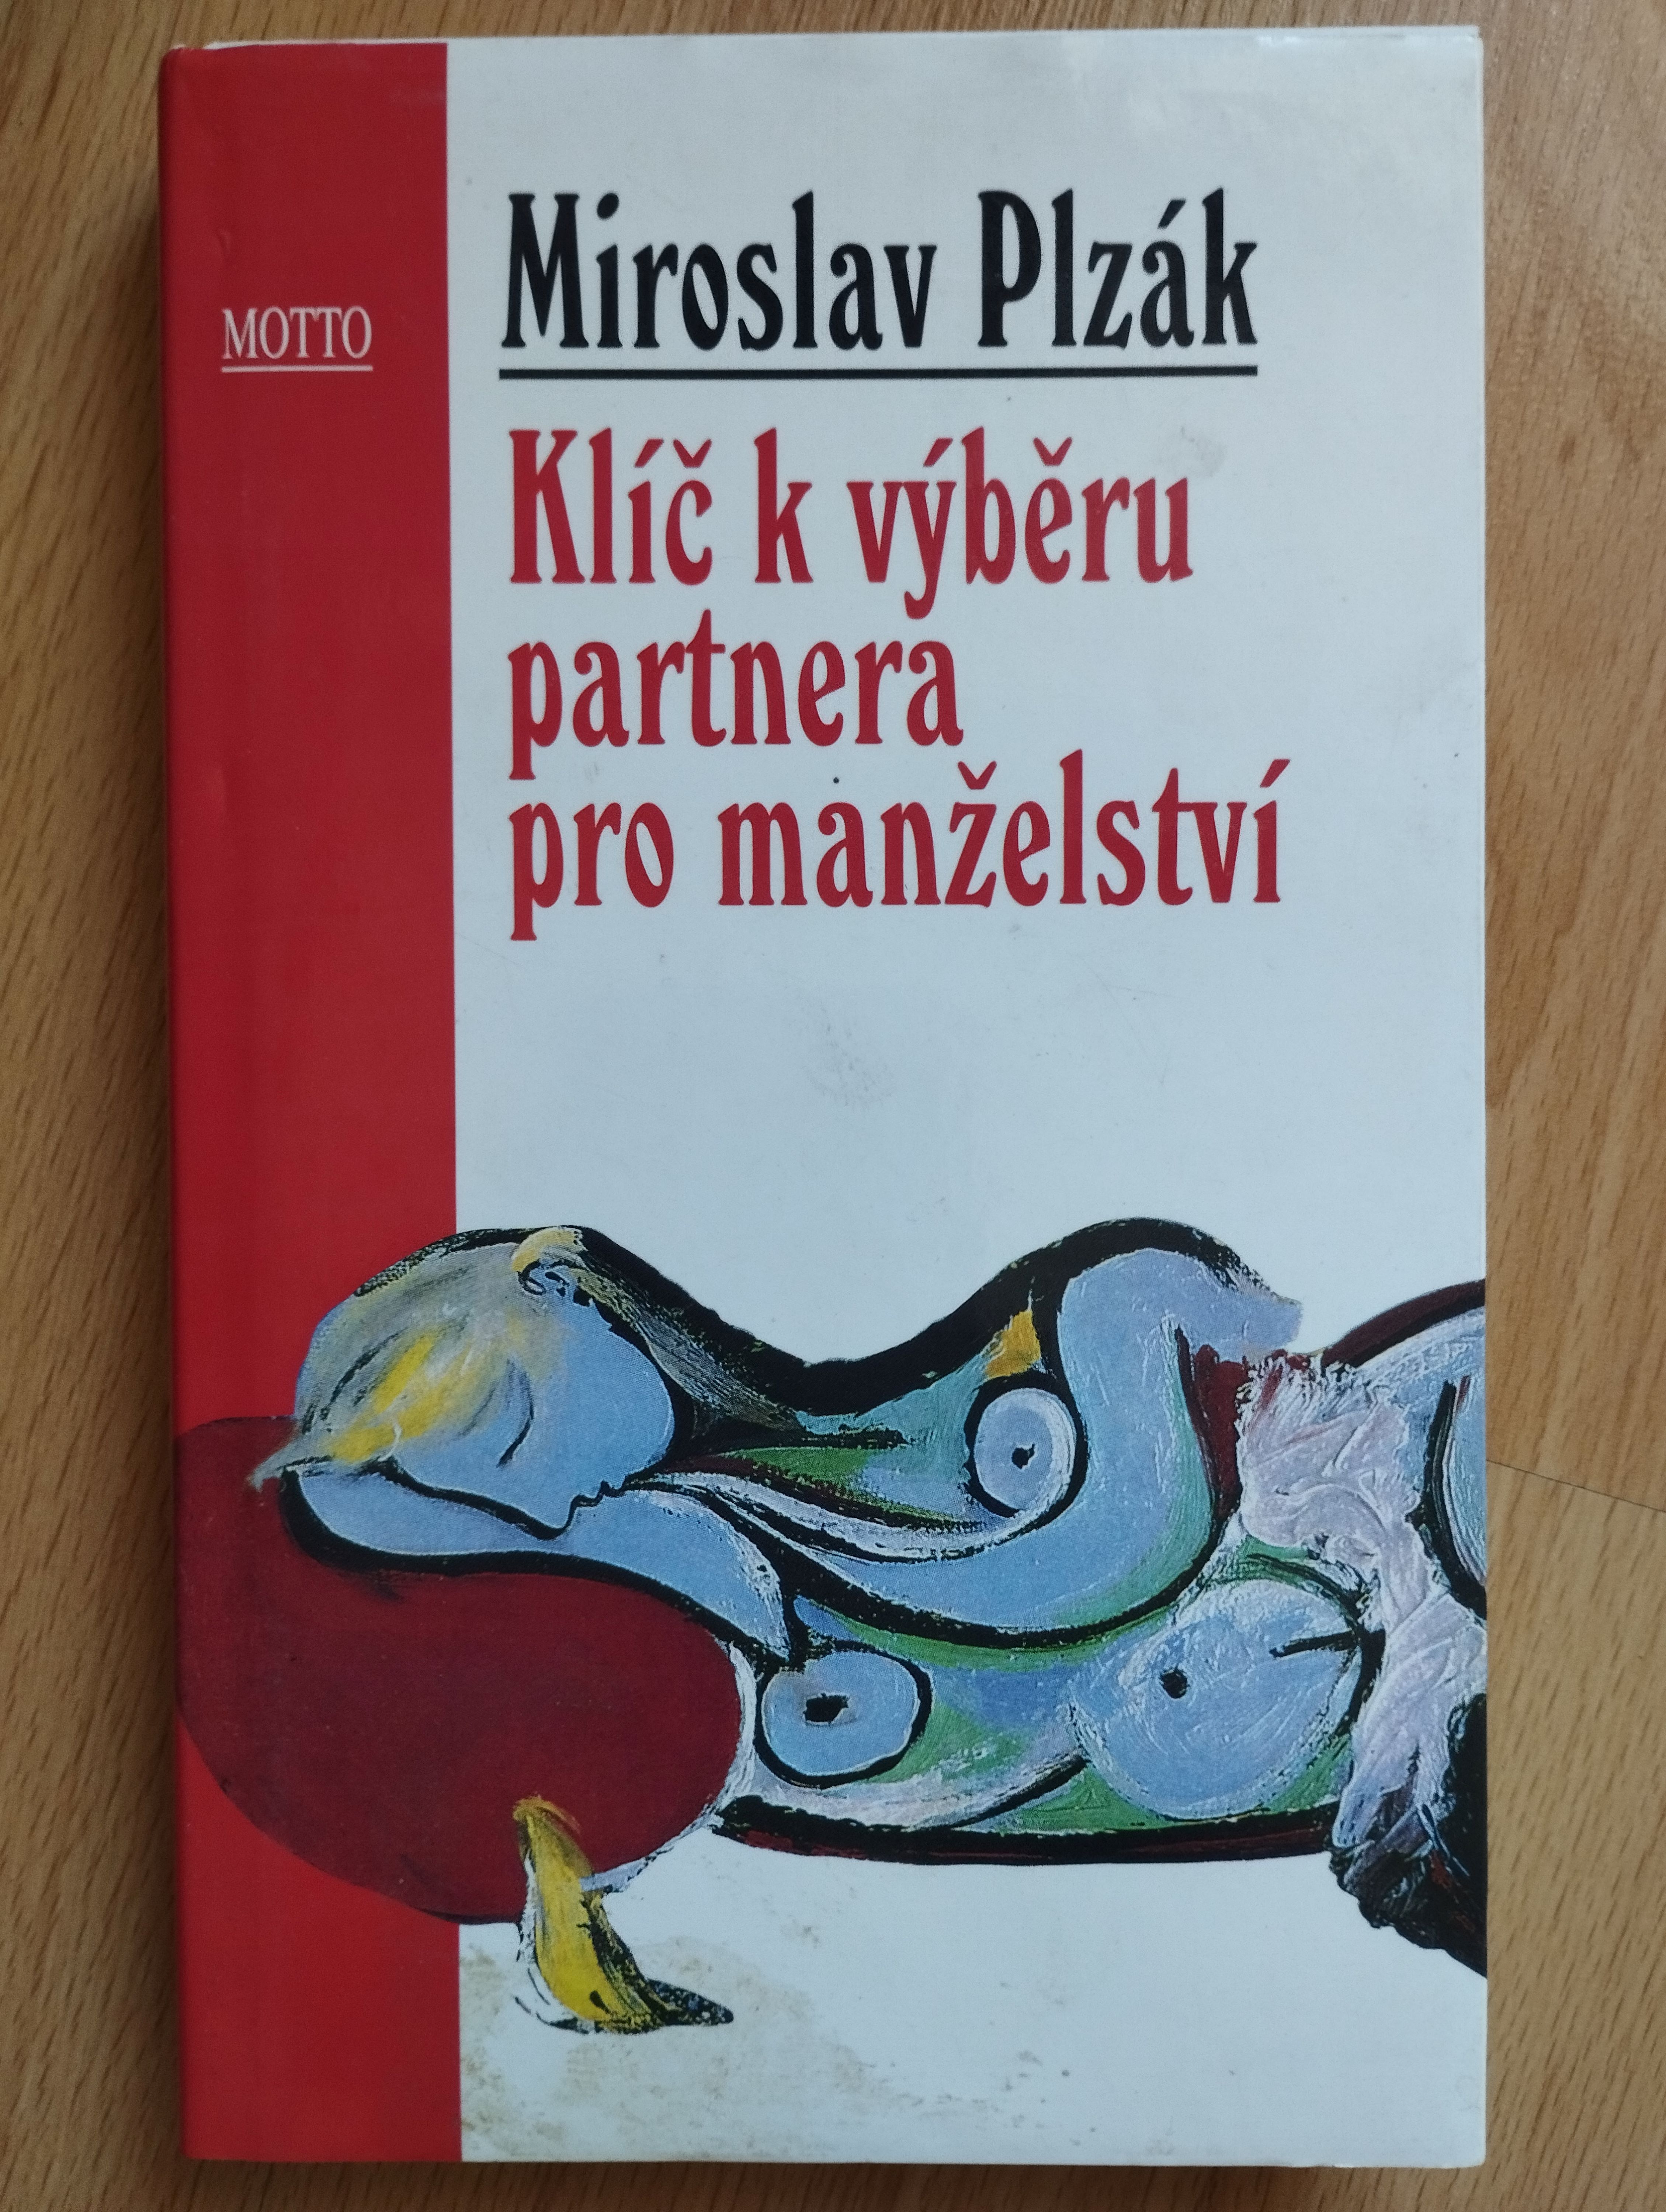 MOTTO
Miroslav Plzák
Klíč k výběru
partnera
pro manželství